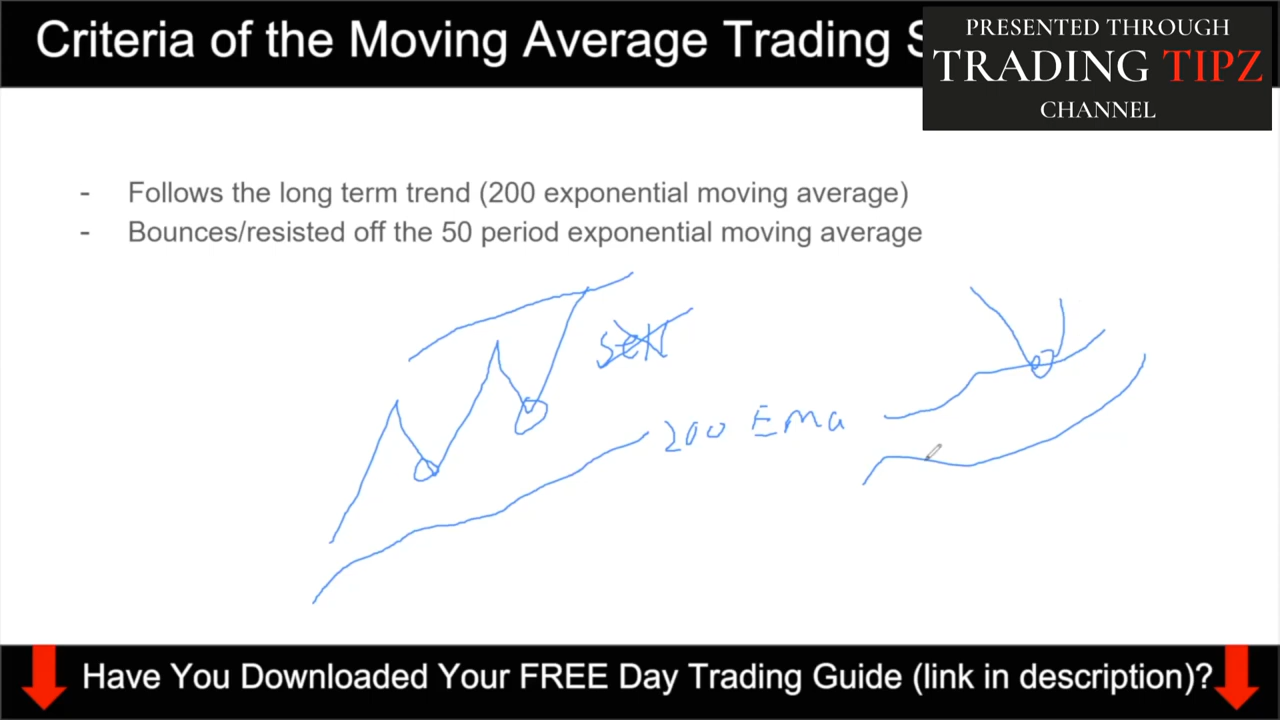 Criteria of the Moving Average Trading S
PRESENTED THROUGH
TRADING TIPZ
CHANNEL
- Follows the long term trend (200 exponential moving average)
- Bounces/resisted off the 50 period exponential moving average
200 Ema
Have You Downloaded Your FREE Day Trading Guide (link in description)?